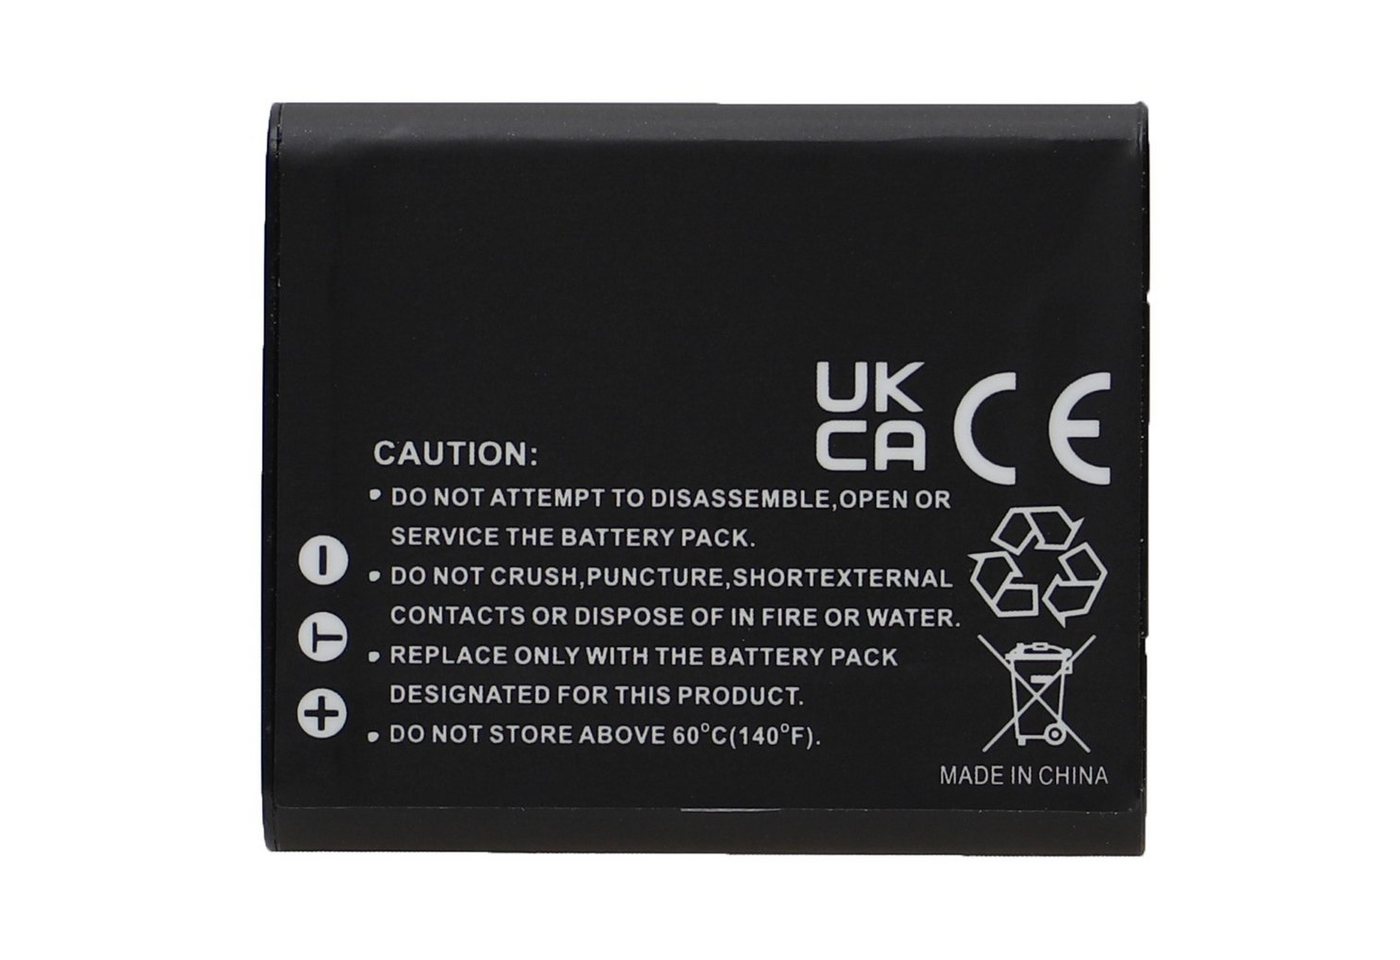 UK
CA CE
CAUTION:
• DO NOT ATTEMPT TO DISASSEMBLE,OPEN OR
SERVICE THE BATTERY PACK.
• DO NOT CRUSH,PUNCTURE,SHORTEXTERNAL
CONTACTS OR DISPOSE OF IN FIRE OR WATER.
• REPLACE ONLY WITH THE BATTERY PACK
DESIGNATED FOR THIS PRODUCT.
• DO NOT STORE ABOVE 60°C(140°F).
−
T
+
MADE IN CHINA